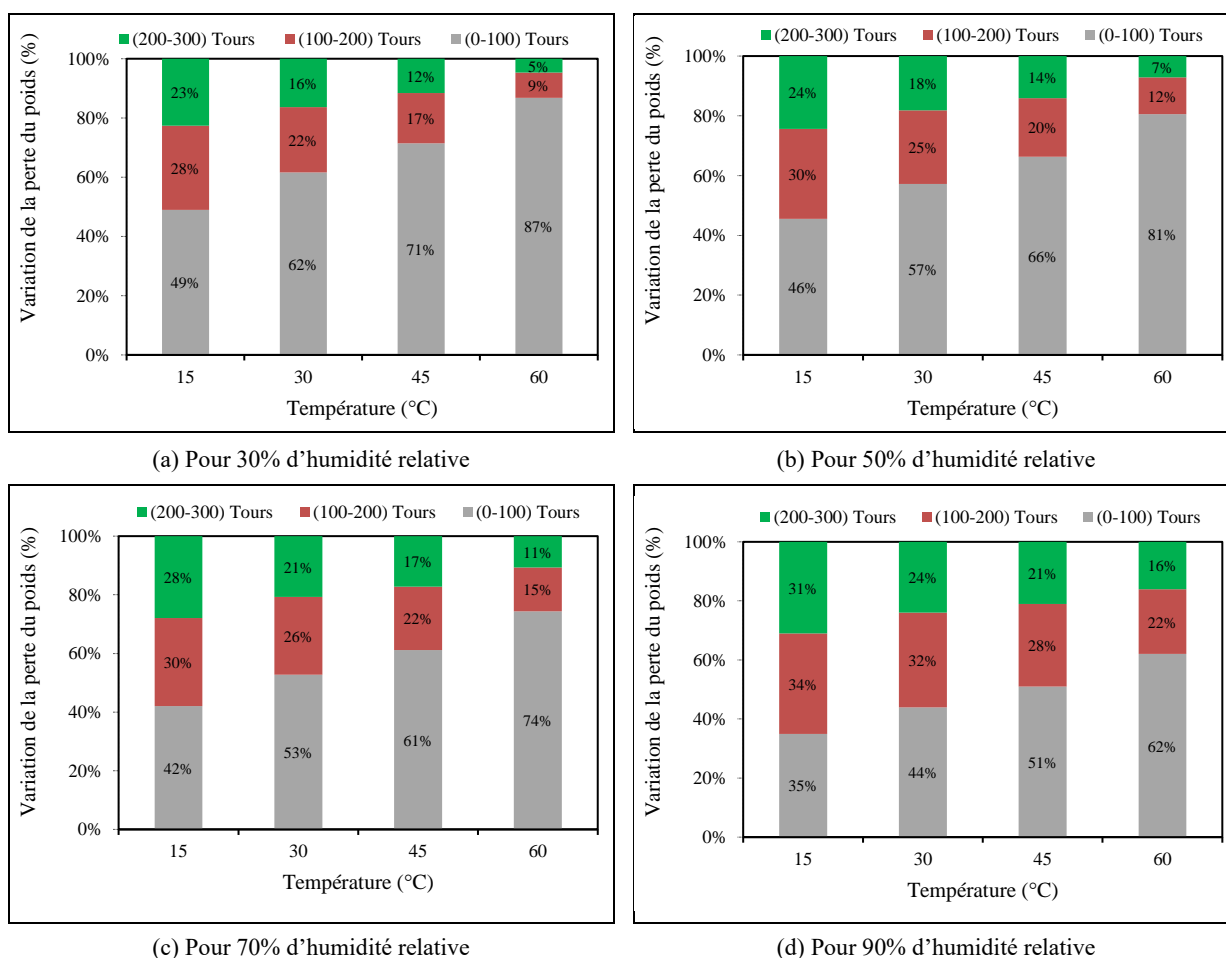 (200-300) Tours (100-200) Tours (0-100) Tours
Variation de la perte du poids (%)
100%
80%
60%
40%
20%
0%
23% 16% 12% 5%
28% 22% 17% 9%
49% 62% 71% 87%
15 30 45 60
Température (°C)
(a) Pour 30% d’humidité relative
(200-300) Tours (100-200) Tours (0-100) Tours
Variation de la perte du poids (%)
100%
80%
60%
40%
20%
0%
24% 18% 14% 7%
30% 25% 20% 12%
46% 57% 66% 81%
15 30 45 60
Température (°C)
(b) Pour 50% d’humidité relative
(200-300) Tours (100-200) Tours (0-100) Tours
Variation de la perte du poids (%)
100%
80%
60%
40%
20%
0%
28% 21% 17% 11%
30% 26% 22% 15%
42% 53% 61% 74%
15 30 45 60
Température (°C)
(c) Pour 70% d’humidité relative
(200-300) Tours (100-200) Tours (0-100) Tours
Variation de la perte du poids (%)
100%
80%
60%
40%
20%
0%
31% 24% 21% 16%
34% 32% 28% 22%
35% 44% 51% 62%
15 30 45 60
Température (°C)
(d) Pour 90% d’humidité relative